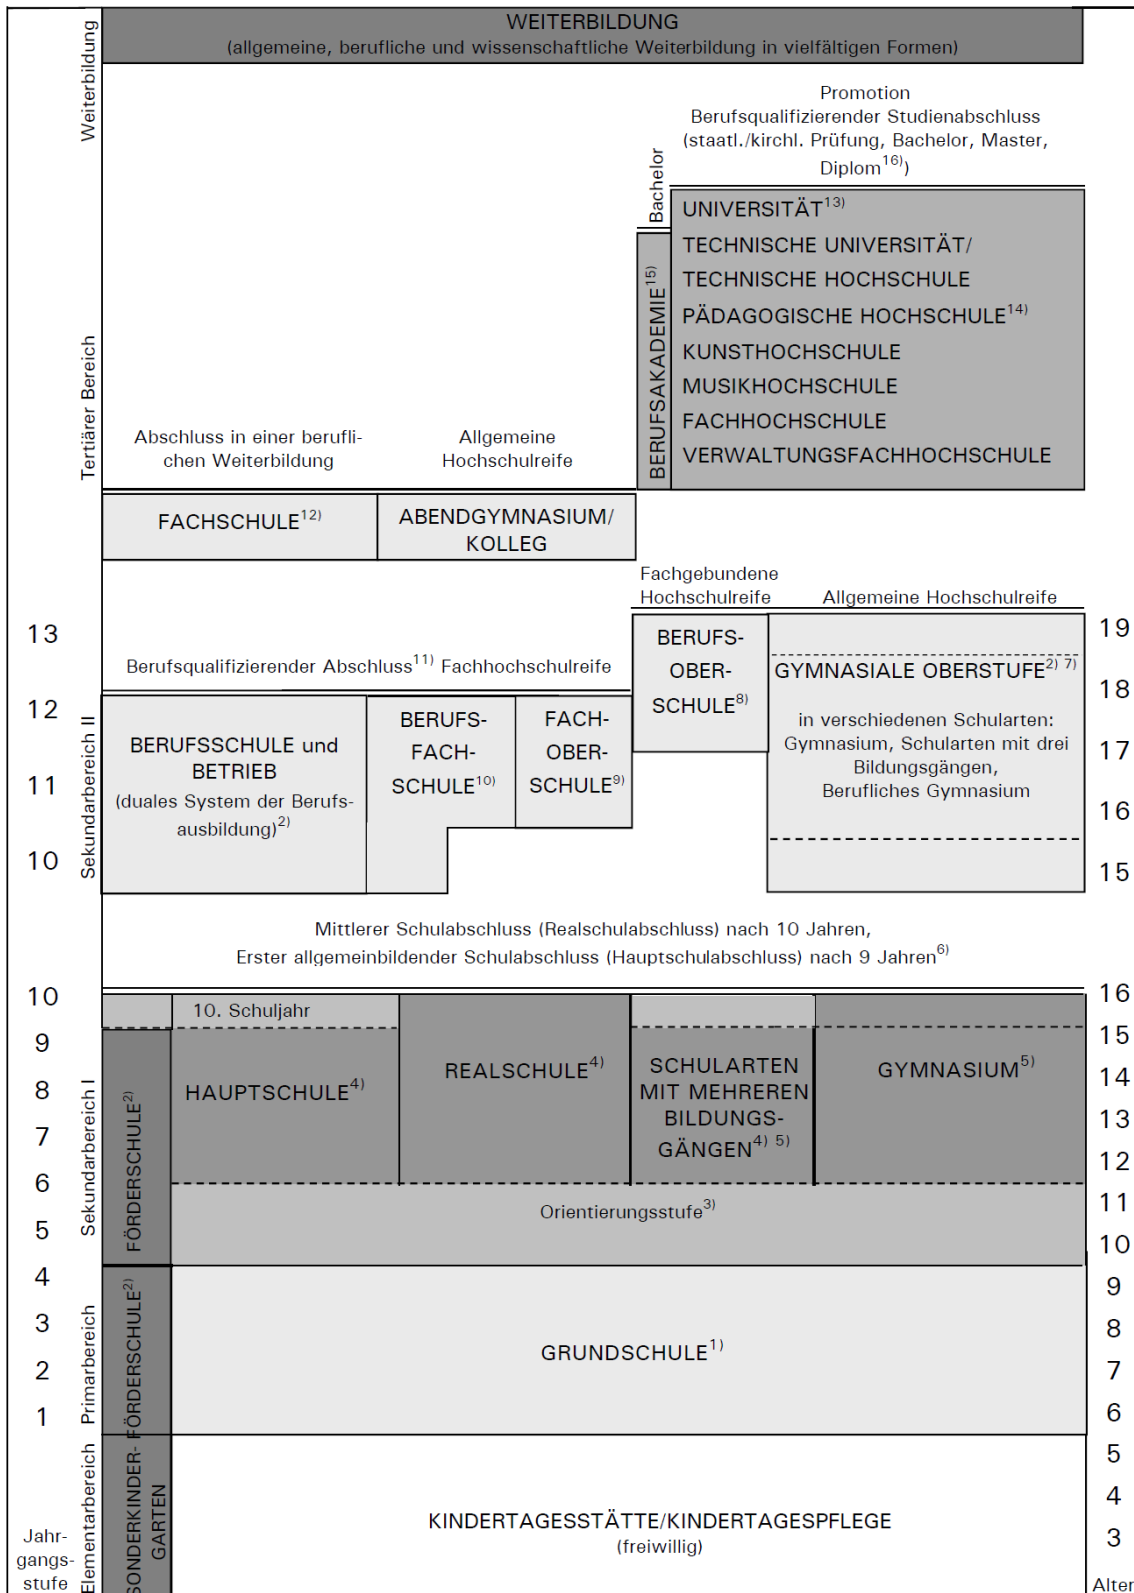 WEITERBILDUNG
(allgemeine, berufliche und wissenschaftliche Weiterbildung in vielfältigen Formen)
Weiterbildung
Promotion
Berufsqualifizierender Studienabschluss
(staatl./kirchl. Prüfung, Bachelor, Master,
Diplom16))
Bachelor
Tertiärer Bereich
BERUFSAKADEMIE15)
UNIVERSITÄT13)
TECHNISCHE UNIVERSITÄT/
TECHNISCHE HOCHSCHULE
PÄDAGOGISCHE HOCHSCHULE14)
KUNSTHOCHSCHULE
MUSIKHOCHSCHULE
FACHHOCHSCHULE
VERWALTUNGSFACHHOCHSCHULE
Abschluss in einer berufli-
chen Weiterbildung
Allgemeine
Hochschulreife
FACHSCHULE12)
ABENDGYMNASIUM/
KOLLEG
Fachgebundene
Hochschulreife
Allgemeine Hochschulreife
13
12
11
10
Sekundarbereich II
Berufsqualifizierender Abschluss11) Fachhochschulreife
BERUFSSCHULE und
BETRIEB
(duales System der Berufs-
ausbildung)2)
BERUFS-
FACH-
SCHULE10)
FACH-
OBER-
SCHULE9)
BERUFS-
OBER-
SCHULE8)
GYMNASIALE OBERSTUFE2) 7)
in verschiedenen Schularten:
Gymnasium, Schularten mit drei
Bildungsgängen,
Berufliches Gymnasium
19
18
17
16
15
Mittlerer Schulabschluss (Realschulabschluss) nach 10 Jahren,
Erster allgemeinbildender Schulabschluss (Hauptschulabschluss) nach 9 Jahren6)
10
9
8
7
6
5
Sekundarbereich I
FÖRDERSCHULE2)
10. Schuljahr
HAUPTSCHULE4)
REALSCHULE4)
SCHULARTEN
MIT MEHREREN
BILDUNGS-
GÄNGEN4) 5)
GYMNASIUM5)
Orientierungsstufe3)
16
15
14
13
12
11
10
4
3
2
1
Primarbereich
FÖRDERSCHULE2)
GRUNDSCHULE1)
9
8
7
6
Elementarbereich
SONDERKINDER-
GARTEN
KINDERTAGESSTÄTTE/KINDERTAGESPFLEGE
(freiwillig)
5
4
3
Jahr-
gangs-
stufe
Alter